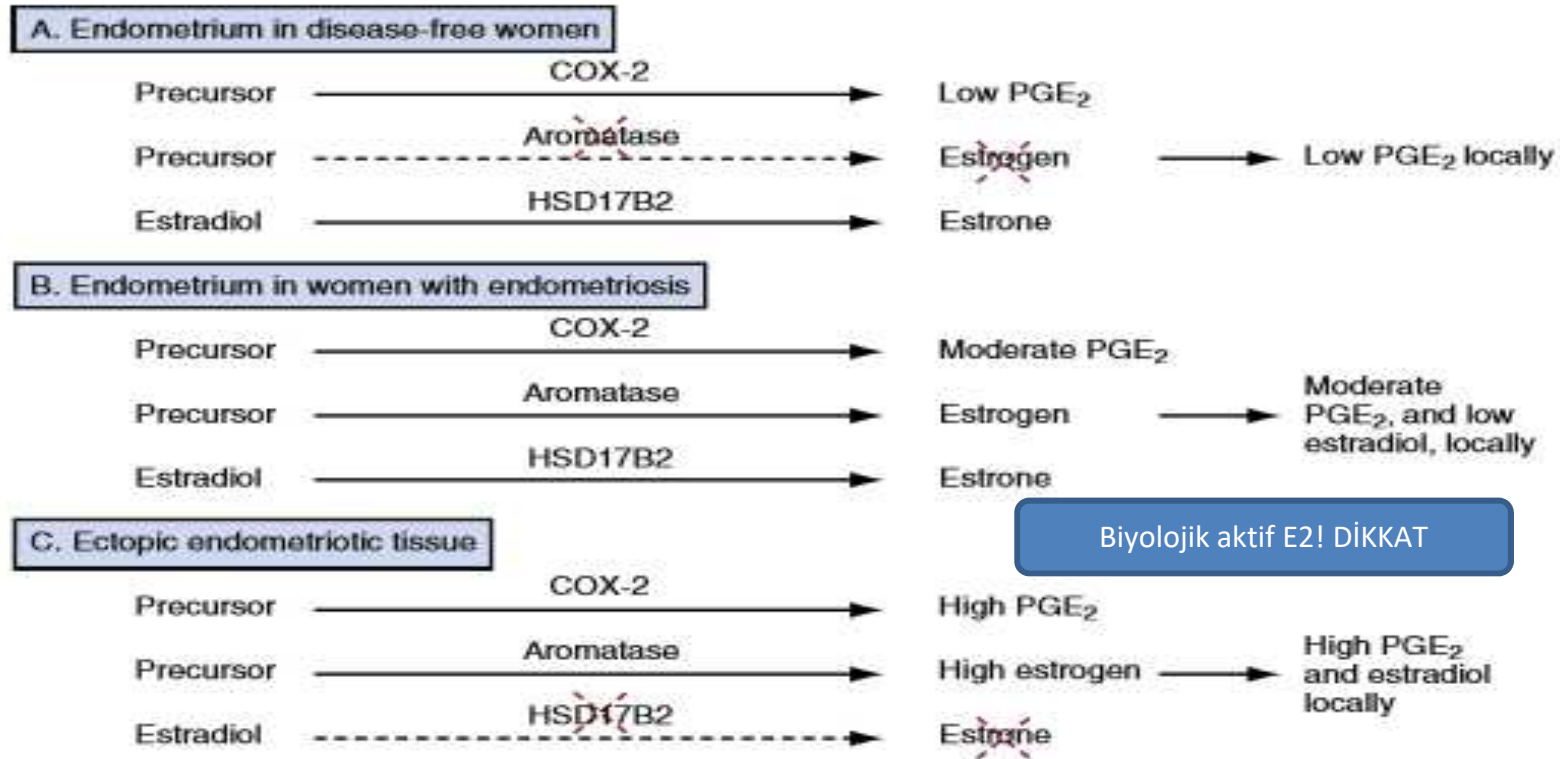 A. Endometrium in disease-free women
COX-2
Precursor Low PGE₂
Aromatase
Precursor Estrogen Low PGE₂ locally
HSD17B2
Estradiol Estrone
B. Endometrium in women with endometriosis
COX-2
Precursor Moderate PGE₂
Aromatase
Precursor Estrogen
Moderate
PGE₂, and low
estradiol, locally
HSD17B2
Estradiol Estrone
Biyolojik aktif E2! DİKKAT
C. Ectopic endometriotic tissue
COX-2
Precursor High PGE₂
Aromatase
Precursor High estrogen
High PGE₂
and estradiol
locally
HSD17B2
Estradiol Estrone